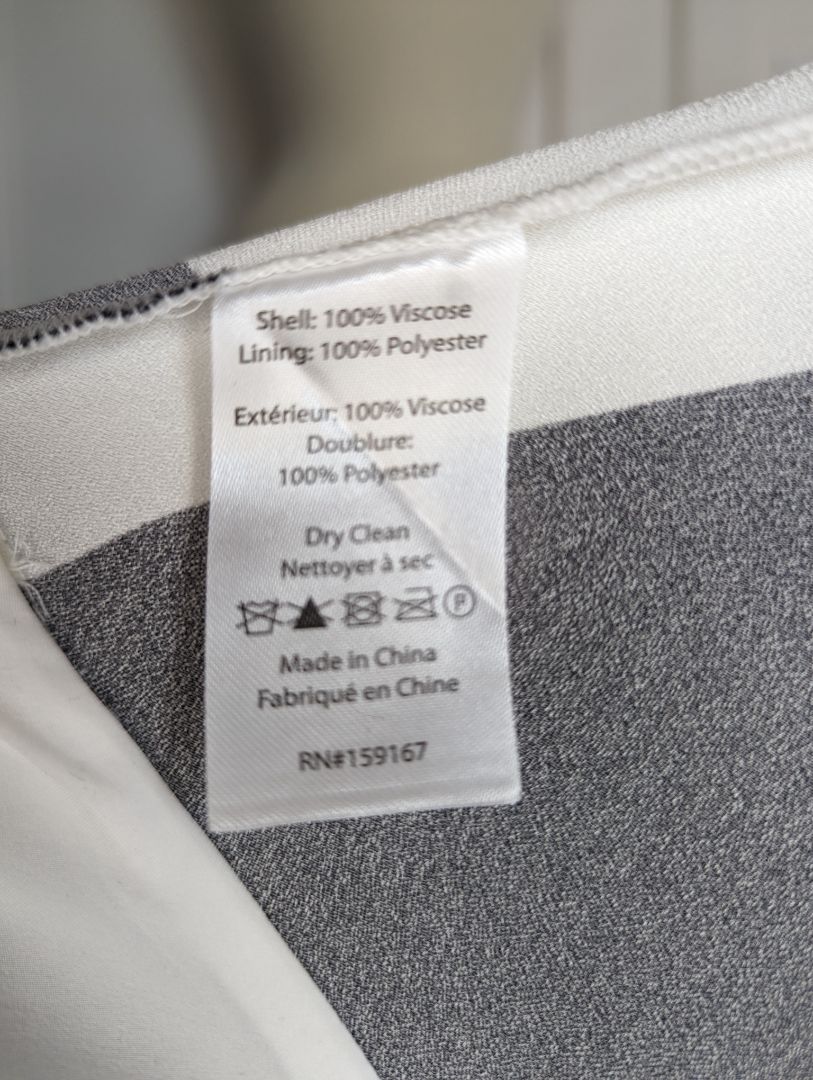 Shell: 100% Viscose
Lining: 100% Polyester
Extérieur: 100% Viscose
Doublure:
100% Polyester
Dry Clean
Nettoyer à sec
P
Made in China
Fabriqué en Chine
RN#159167